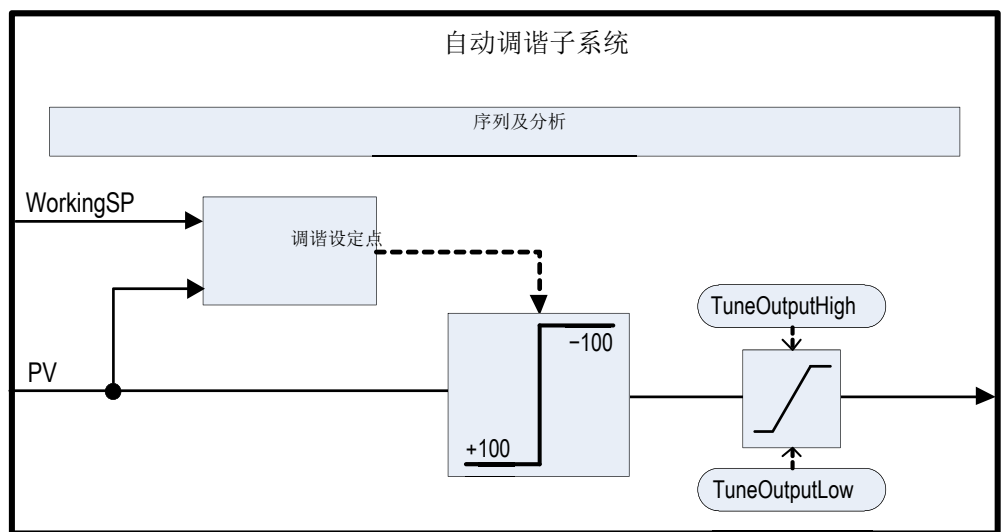 自动调谐子系统
序列及分析
WorkingSP
调谐设定点
TuneOutputHigh
−100
PV
+100
TuneOutputLow